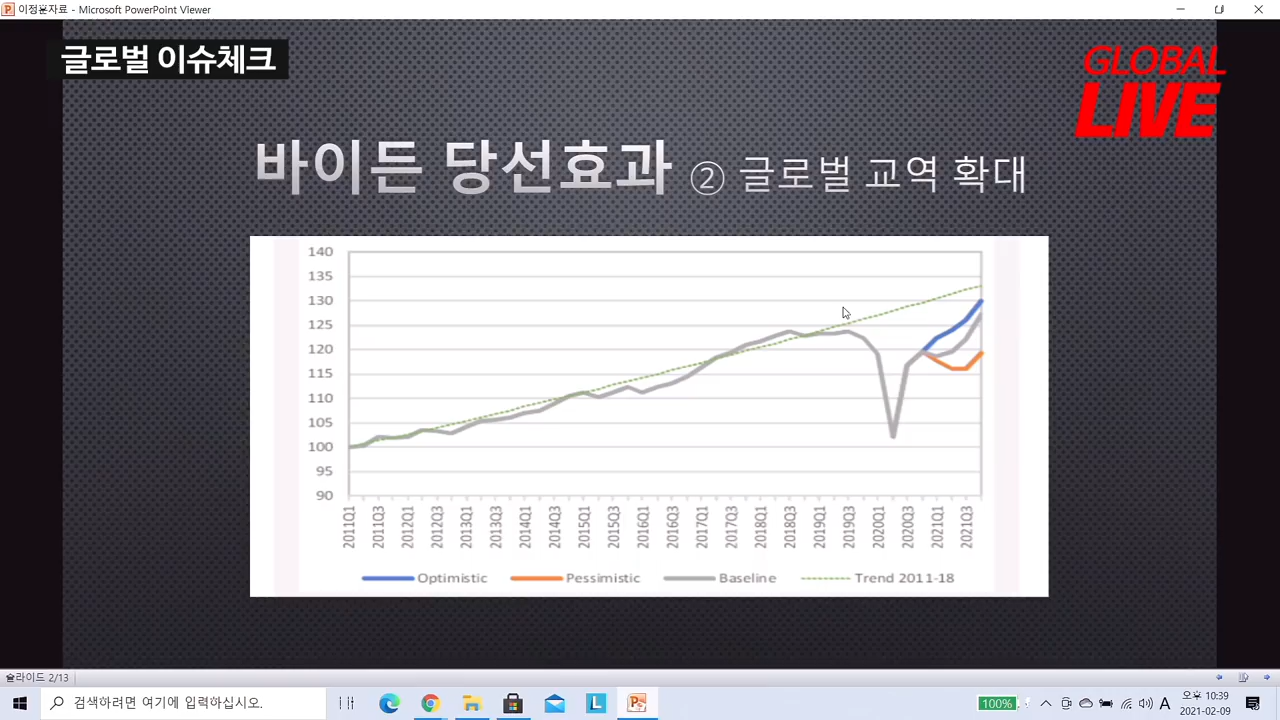 이정훈자료 - Microsoft PowerPoint Viewer
글로벌 이슈체크
GLOBAL
LIVE
바이든 당선효과 ② 글로벌 교역 확대
140
135
130
125
120
115
110
105
100
95
90
2011Q1 2011Q3 2012Q1 2012Q3 2013Q1 2013Q3 2014Q1 2014Q3 2015Q1 2015Q3 2016Q1 2016Q3 2017Q1 2017Q3 2018Q1 2018Q3 2019Q1 2019Q3 2020Q1 2020Q3 2021Q1 2021Q3
Optimistic Pessimistic Baseline Trend 2011-18
슬라이드 2/13
검색하려면 여기에 입력하십시오.
L
100%
A
오후 10:39
2021-02-09